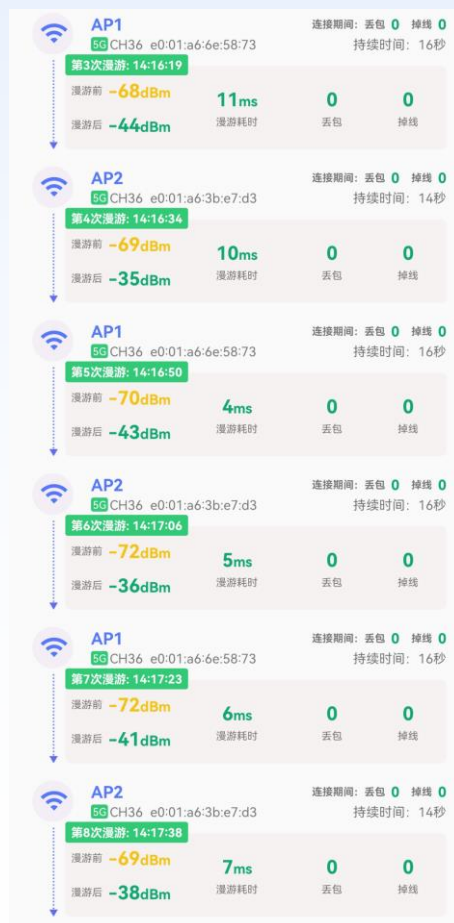 AP1 连接期间: 丢包 0 掉线 0
5G CH36 e0:01:a6:6e:58:73 持续时间: 16秒
第3次漫游: 14:16:19
漫游前 -68dBm
11ms 0 0
漫游后 -44dBm 漫游耗时 丢包 掉线
AP2 连接期间: 丢包 0 掉线 0
5G CH36 e0:01:a6:3b:e7:d3 持续时间: 14秒
第4次漫游: 14:16:34
漫游前 -69dBm
10ms 0 0
漫游后 -35dBm 漫游耗时 丢包 掉线
AP1 连接期间: 丢包 0 掉线 0
5G CH36 e0:01:a6:6e:58:73 持续时间: 16秒
第5次漫游: 14:16:50
漫游前 -70dBm
4ms 0 0
漫游后 -43dBm 漫游耗时 丢包 掉线
AP2 连接期间: 丢包 0 掉线 0
5G CH36 e0:01:a6:3b:e7:d3 持续时间: 16秒
第6次漫游: 14:17:06
漫游前 -72dBm
5ms 0 0
漫游后 -36dBm 漫游耗时 丢包 掉线
AP1 连接期间: 丢包 0 掉线 0
5G CH36 e0:01:a6:6e:58:73 持续时间: 16秒
第7次漫游: 14:17:23
漫游前 -72dBm
6ms 0 0
漫游后 -41dBm 漫游耗时 丢包 掉线
AP2 连接期间: 丢包 0 掉线 0
5G CH36 e0:01:a6:3b:e7:d3 持续时间: 14秒
第8次漫游: 14:17:38
漫游前 -69dBm
7ms 0 0
漫游后 -38dBm 漫游耗时 丢包 掉线